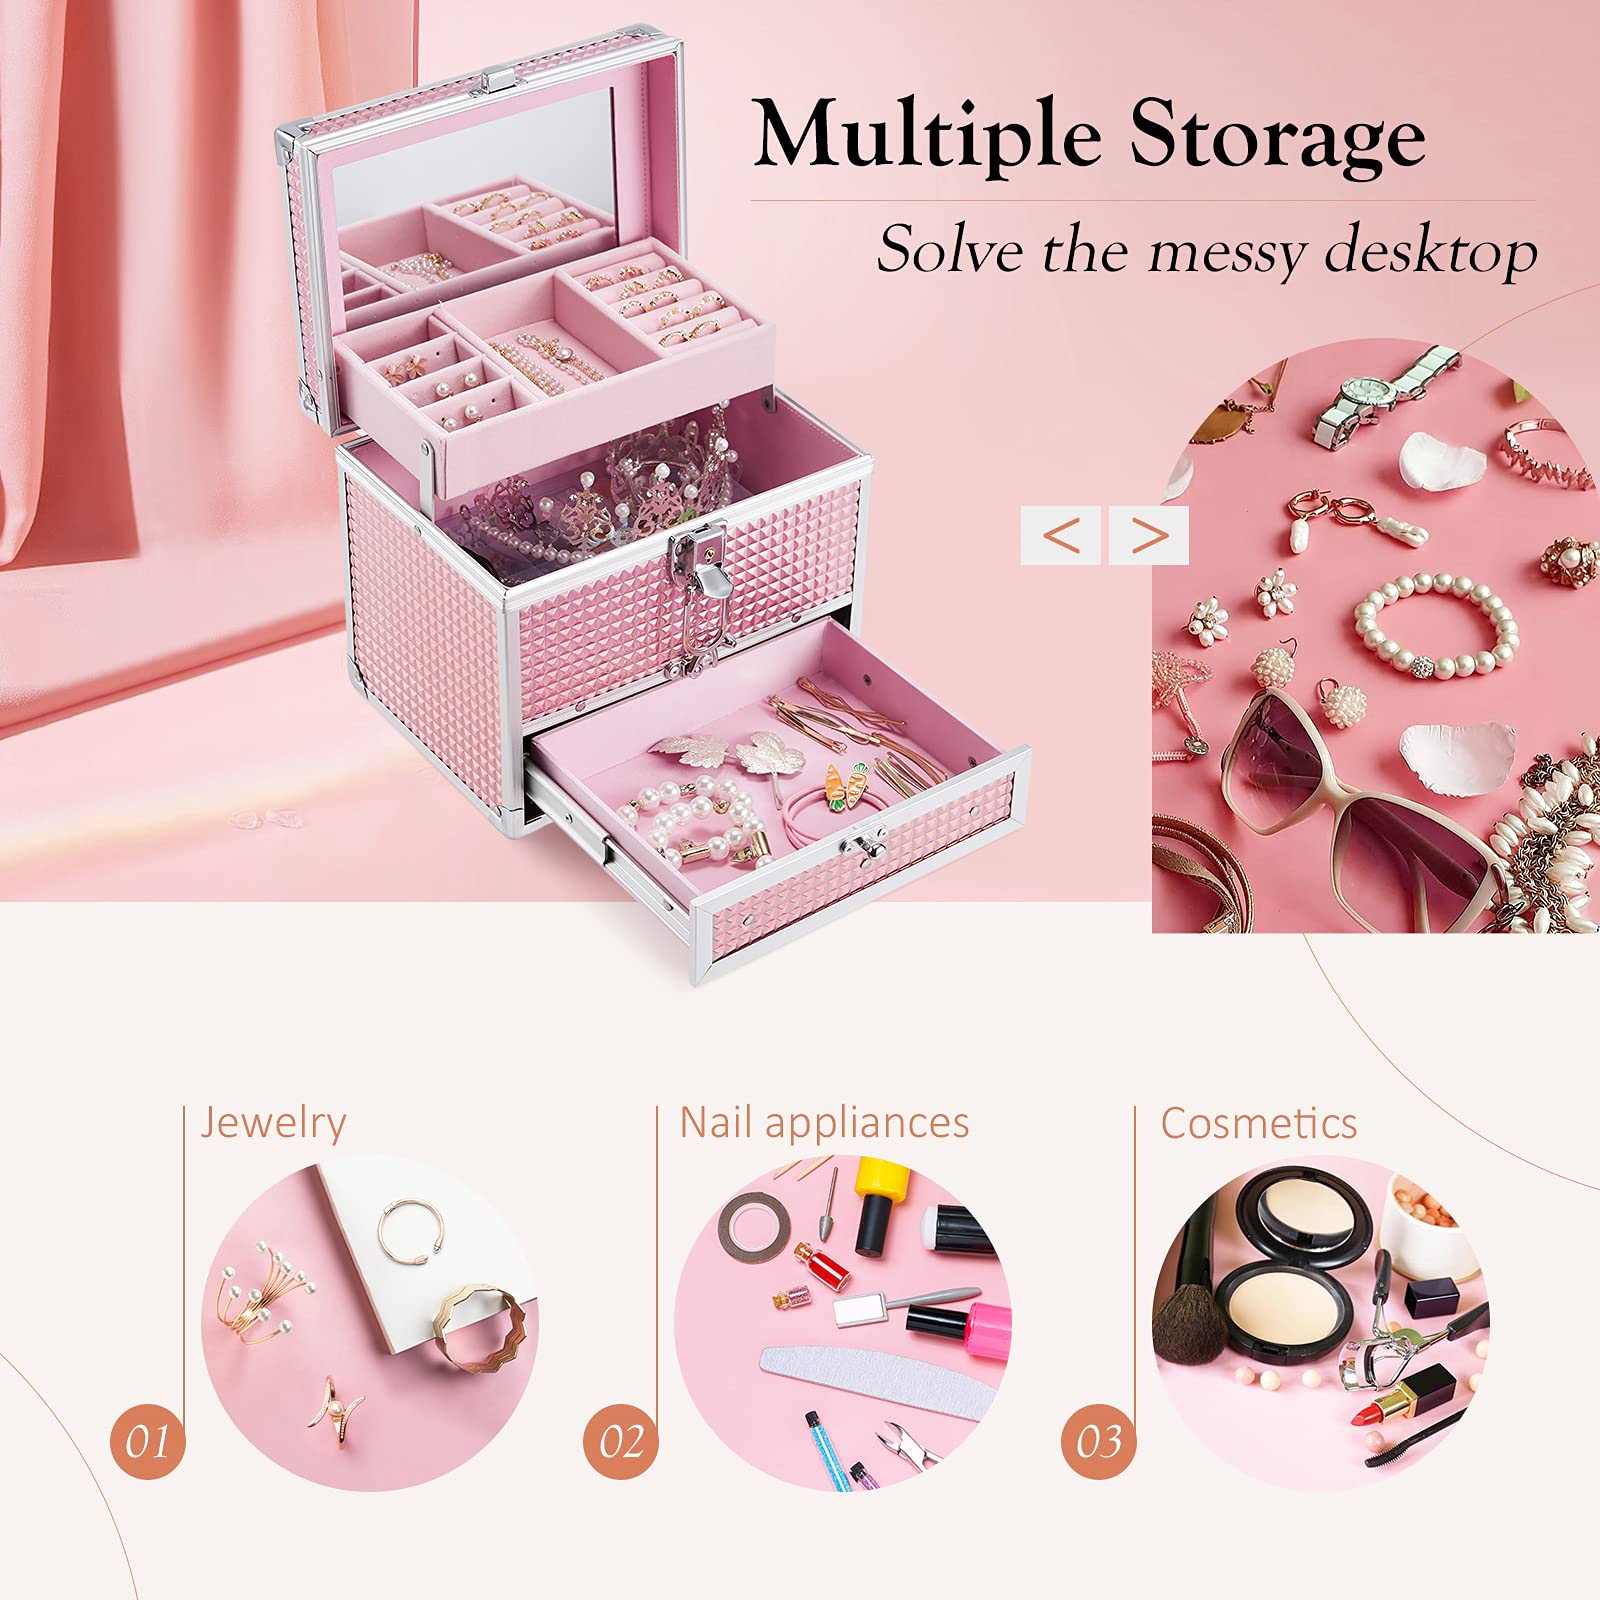 Multiple Storage
Solve the messy desktop
< >
Jewelry
Nail appliances
Cosmetics
01
02
03